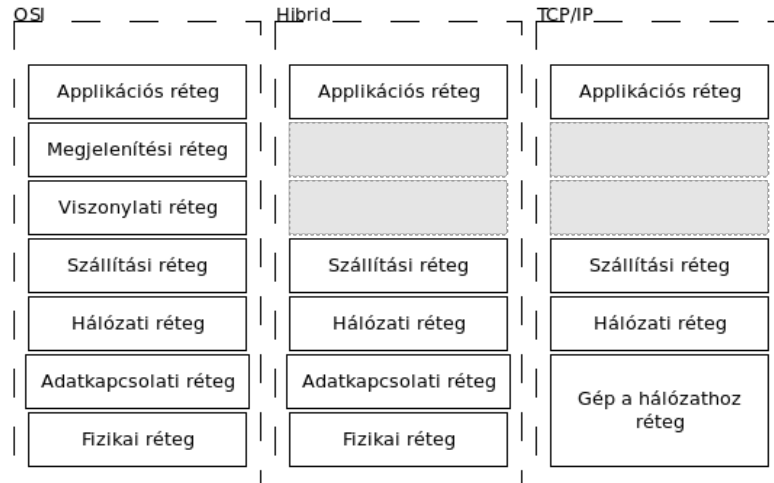 OSI
Applikációs réteg
Megjelenítési réteg
Viszonylati réteg
Szállítási réteg
Hálózati réteg
Adatkapcsolati réteg
Fizikai réteg
Hibrid
Applikációs réteg
Szállítási réteg
Hálózati réteg
Adatkapcsolati réteg
Fizikai réteg
TCP/IP
Applikációs réteg
Szállítási réteg
Hálózati réteg
Gép a hálózathoz
réteg